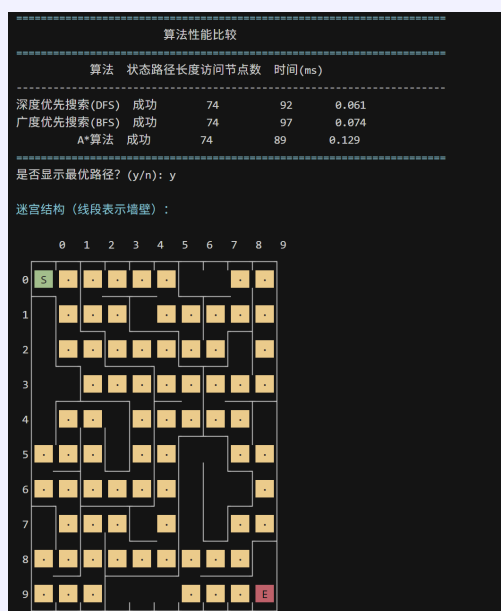 算法性能比较
算法 状态路径长度访问节点数 时间(ms)
深度优先搜索(DFS) 成功 74 92 0.061
广度优先搜索(BFS) 成功 74 97 0.074
A*算法 成功 74 89 0.129
是否显示最优路径? (y/n): y
迷宫结构（线段表示墙壁）：
0 1 2 3 4 5 6 7 8 9
0 S
1
2
3
4
5
6
7
8
9 E